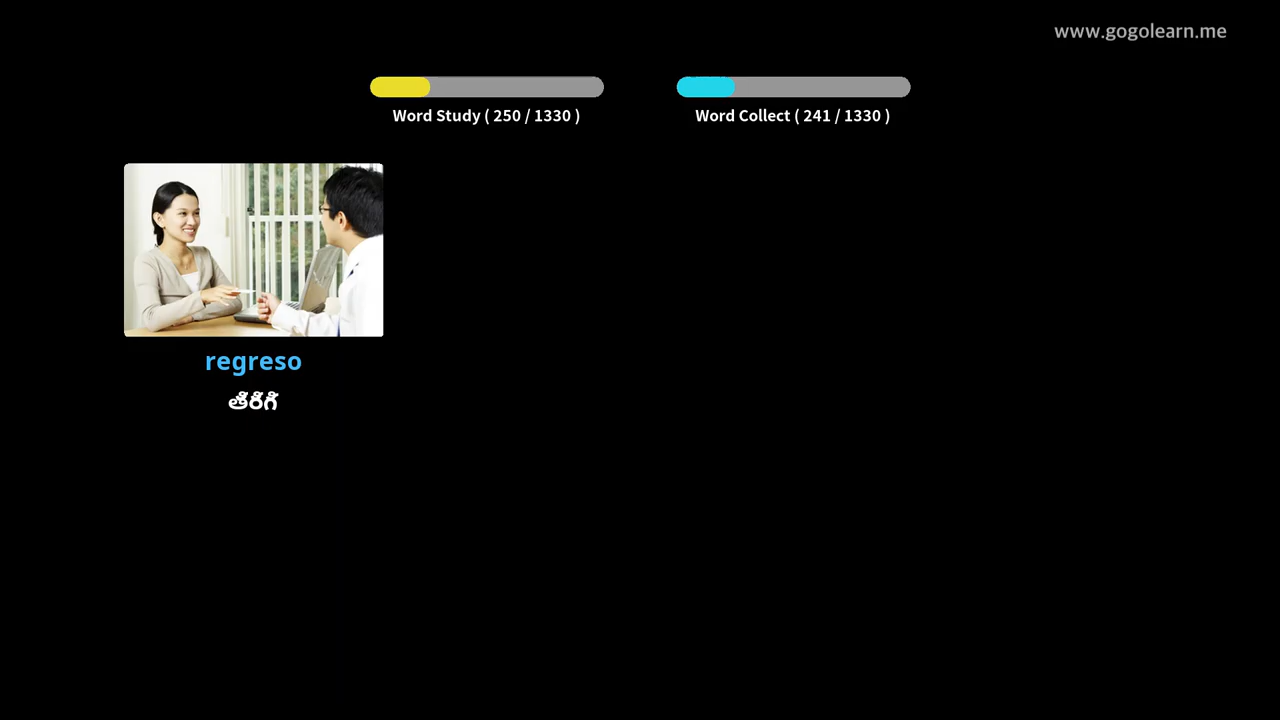 www.gogolearn.me
Word Study ( 250 / 1330 )
Word Collect ( 241 / 1330 )
regreso
తిరిగి